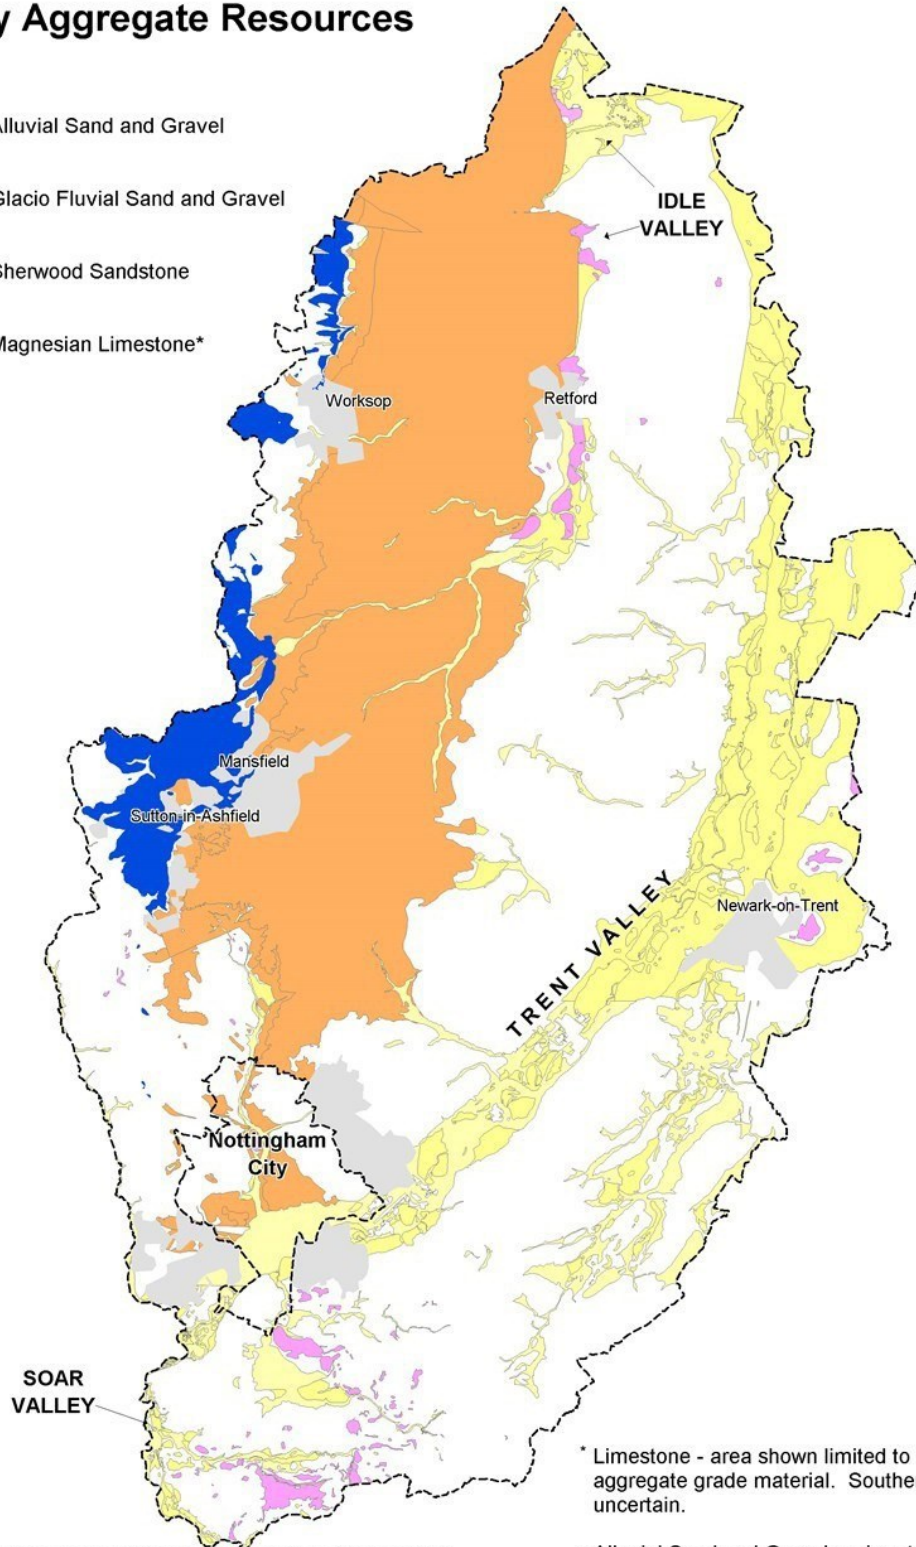 y Aggregate Resources
Alluvial Sand and Gravel
Glacio Fluvial Sand and Gravel
Sherwood Sandstone
Magnesian Limestone*
IDLE
VALLEY
Worksop
Retford
Mansfield
Sutton-in-Ashfield
TRENT VALLEY
Newark-on-Trent
Nottingham
City
SOAR
VALLEY
* Limestone - area shown limited to
aggregate grade material. Southe
uncertain.